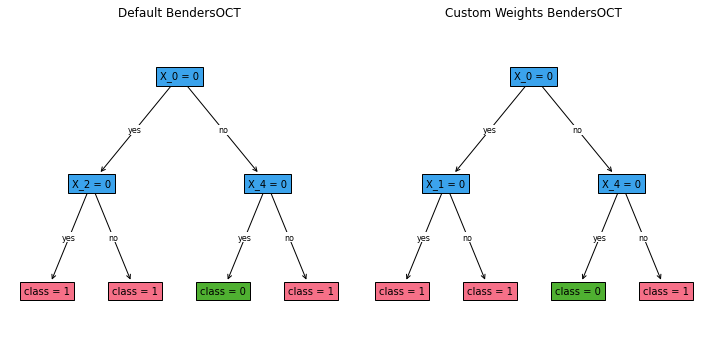 Default BendersOCT
X_0 = 0
yes
no
X_2 = 0
X_4 = 0
yes
no
yes
no
class = 1
class = 1
class = 0
class = 1
Custom Weights BendersOCT
X_0 = 0
yes
no
X_1 = 0
X_4 = 0
yes
no
yes
no
class = 1
class = 1
class = 0
class = 1